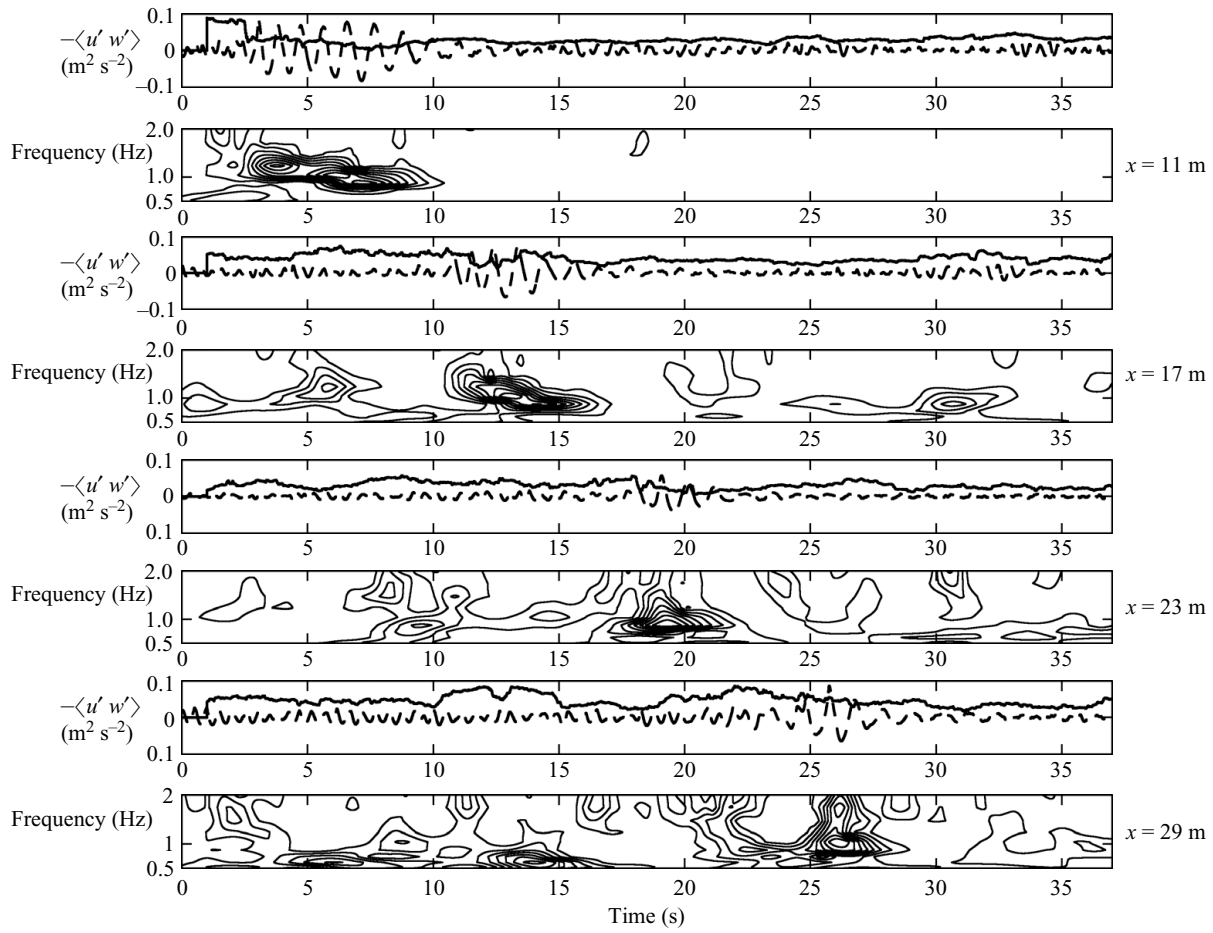 0.1
−⟨u′ w′⟩
0
(m² s⁻²)
−0.1
0 5 10 15 20 25 30 35
2.0
Frequency (Hz)
1.0
x = 11 m
0.5
0 5 10 15 20 25 30 35
0.1
−⟨u′ w′⟩
0
(m² s⁻²)
−0.1
0 5 10 15 20 25 30 35
2.0
Frequency (Hz)
x = 17 m
1.0
0.5
0 5 10 15 20 25 30 35
0.1
−⟨u′ w′⟩
0
(m² s⁻²)
0.1
0 5 10 15 20 25 30 35
2.0
Frequency (Hz)
1.0
x = 23 m
0.5
0 5 10 15 20 25 30 35
0.1
−⟨u′ w′⟩
0
(m² s⁻²)
0.1
0 5 10 15 20 25 30 35
2
Frequency (Hz)
x = 29 m
1
0.5
0 5 10 15 20 25 30 35
Time (s)